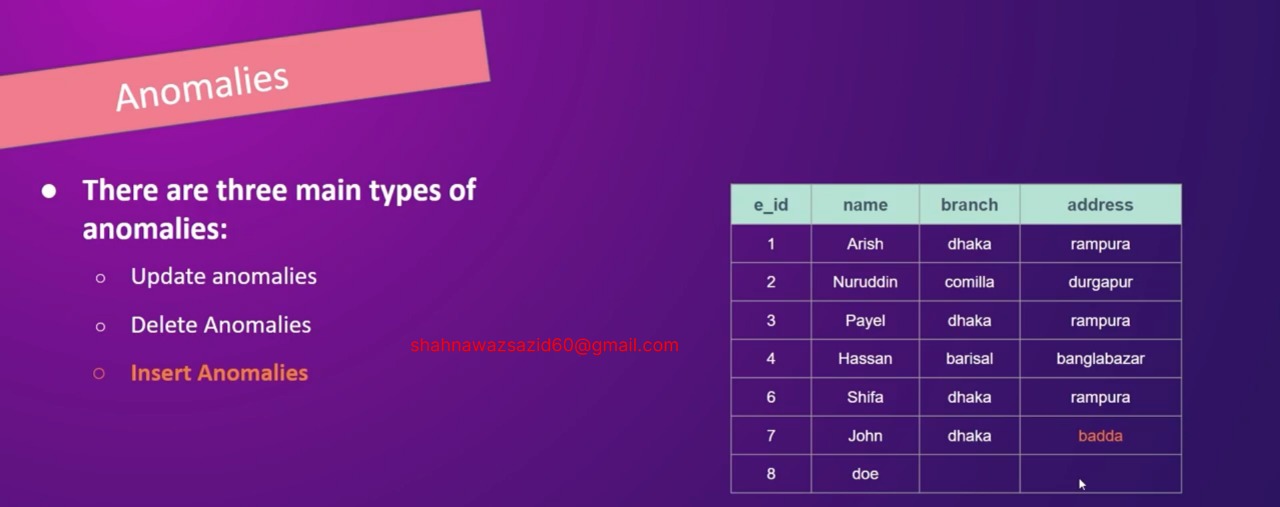 Anomalies
● There are three main types of
anomalies:
○ Update anomalies
○ Delete Anomalies
○ Insert Anomalies
shahnawazsazid60@gmail.com
e_id name branch address
1 Arish dhaka rampura
2 Nuruddin comilla durgapur
3 Payel dhaka rampura
4 Hassan barisal banglabazar
6 Shifa dhaka rampura
7 John dhaka badda
8 doe